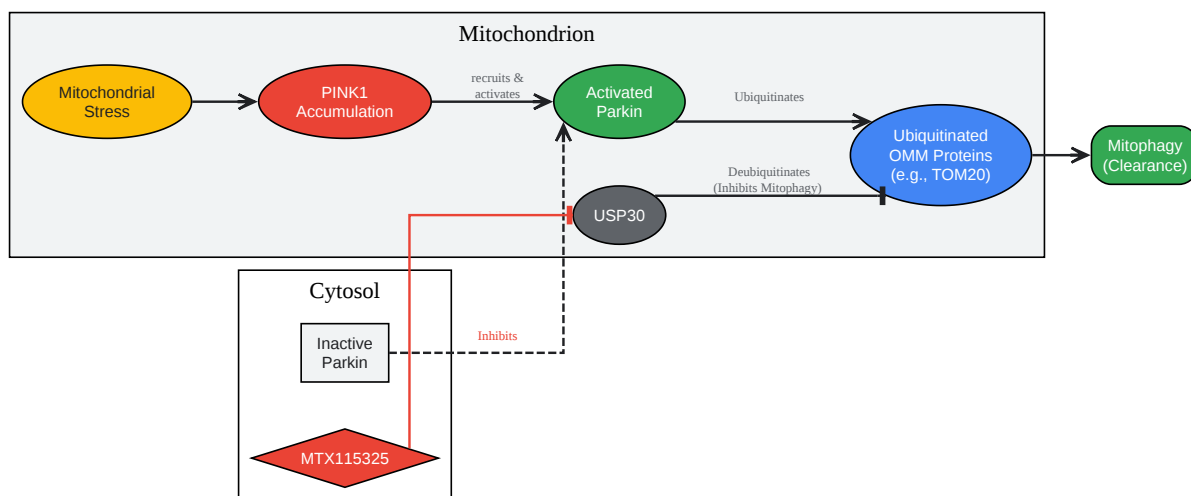 Mitochondrion
Mitochondrial
Stress
PINK1
Accumulation
recruits &
activates
Activated
Parkin
Ubiquitinates
Ubiquitinated
OMM Proteins
(e.g., TOM20)
Mitophagy
(Clearance)
Deubiquitinates
(Inhibits Mitophagy)
USP30
Cytosol
Inactive
Parkin
Inhibits
MTX115325